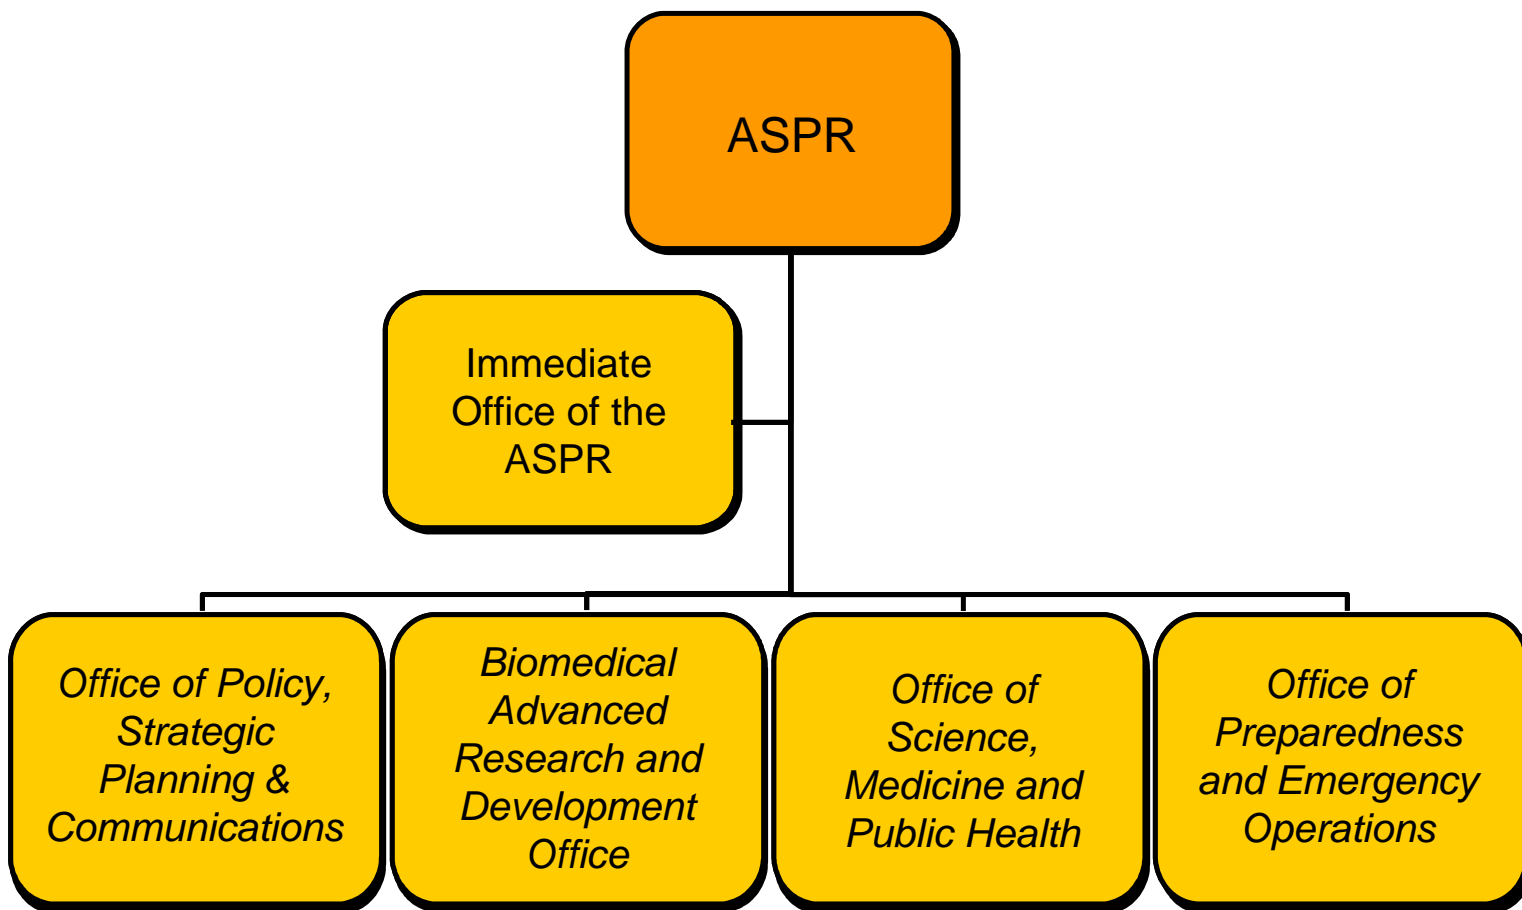 ASPR
Immediate
Office of the
ASPR
Office of Policy,
Strategic
Planning &
Communications
Biomedical
Advanced
Research and
Development
Office
Office of
Science,
Medicine and
Public Health
Office of
Preparedness
and Emergency
Operations